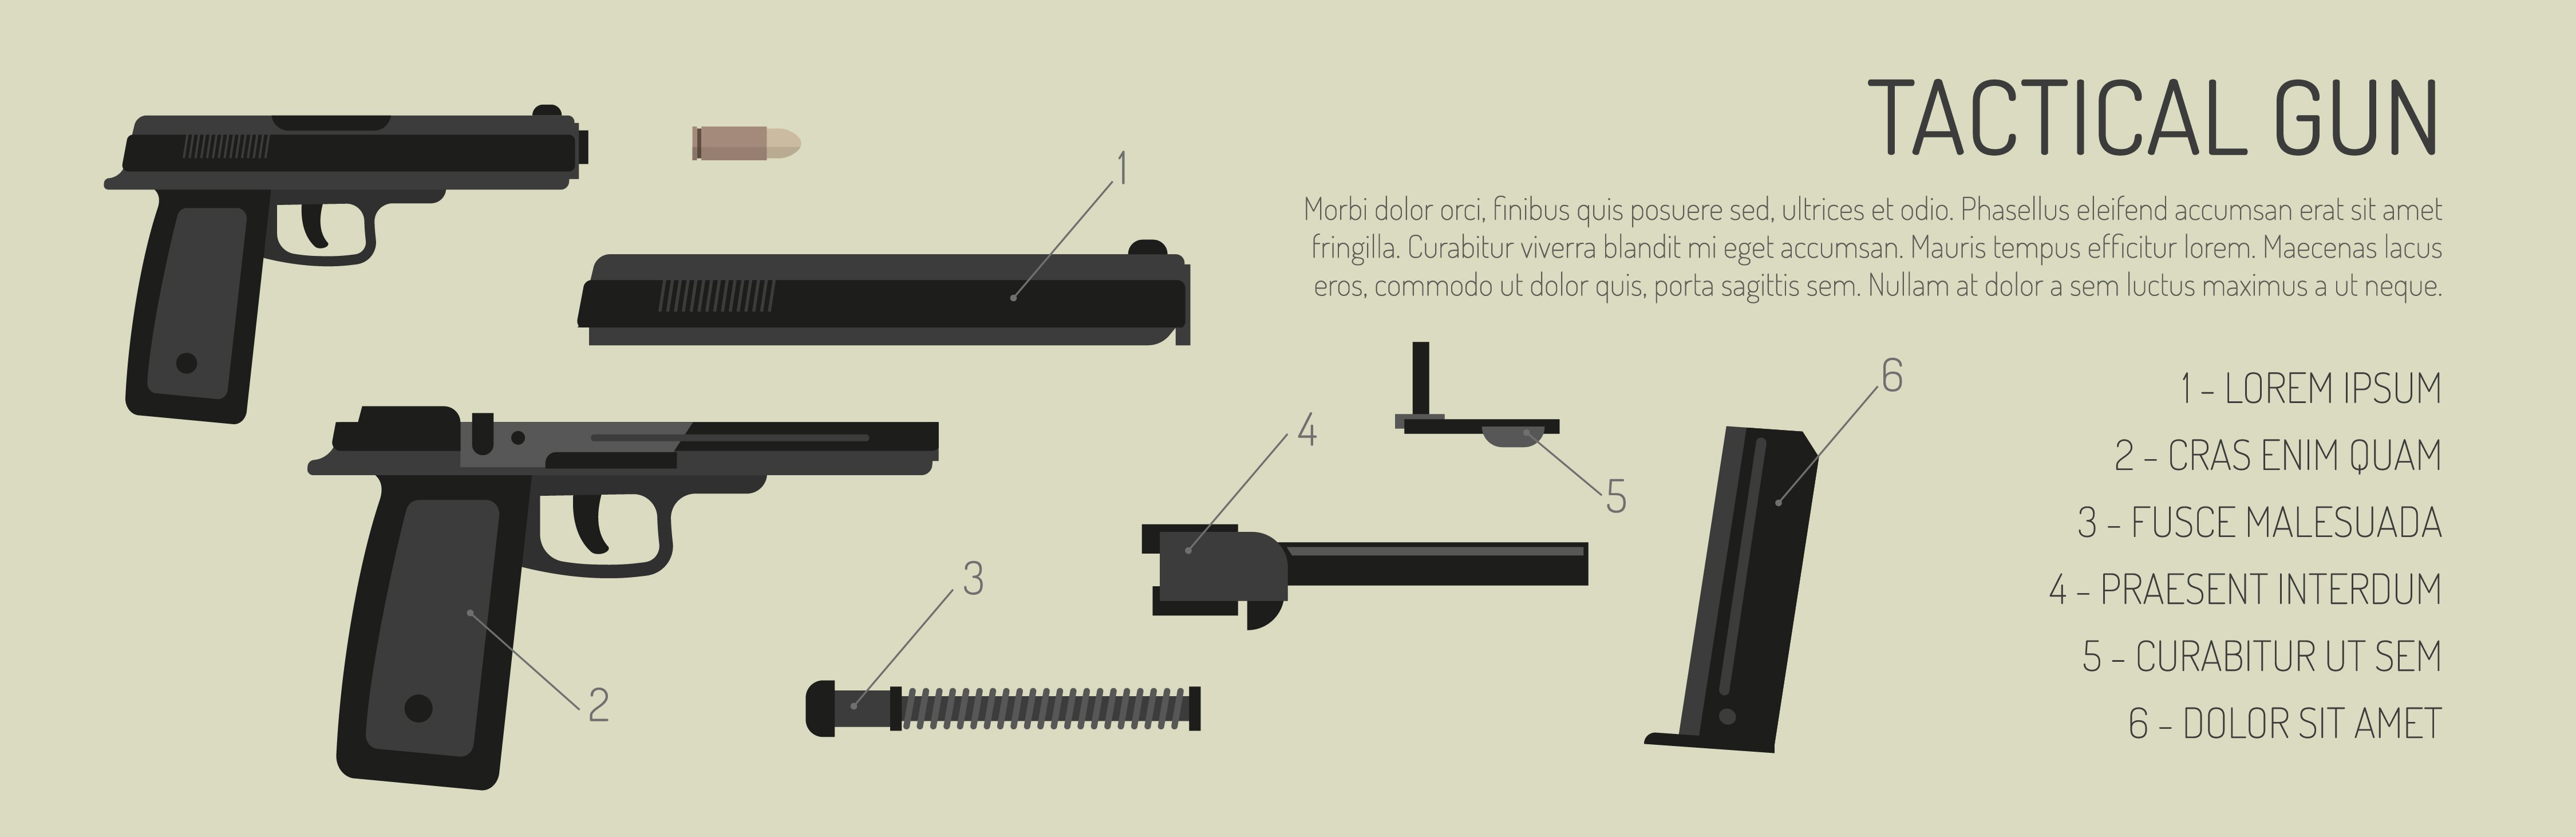 TACTICAL GUN
Morbi dolor orci, finibus quis posuere sed, ultrices et odio. Phasellus eleifend accumsan erat sit amet
fringilla. Curabitur viverra blandit mi eget accumsan. Mauris tempus efficitur lorem. Maecenas lacus
eros, commodo ut dolor quis, porta sagittis sem. Nullam at dolor a sem luctus maximus a ut neque.
1
2
3
4
5
6
1 – LOREM IPSUM
2 – CRAS ENIM QUAM
3 – FUSCE MALESUADA
4 – PRAESENT INTERDUM
5 – CURABITUR UT SEM
6 – DOLOR SIT AMET